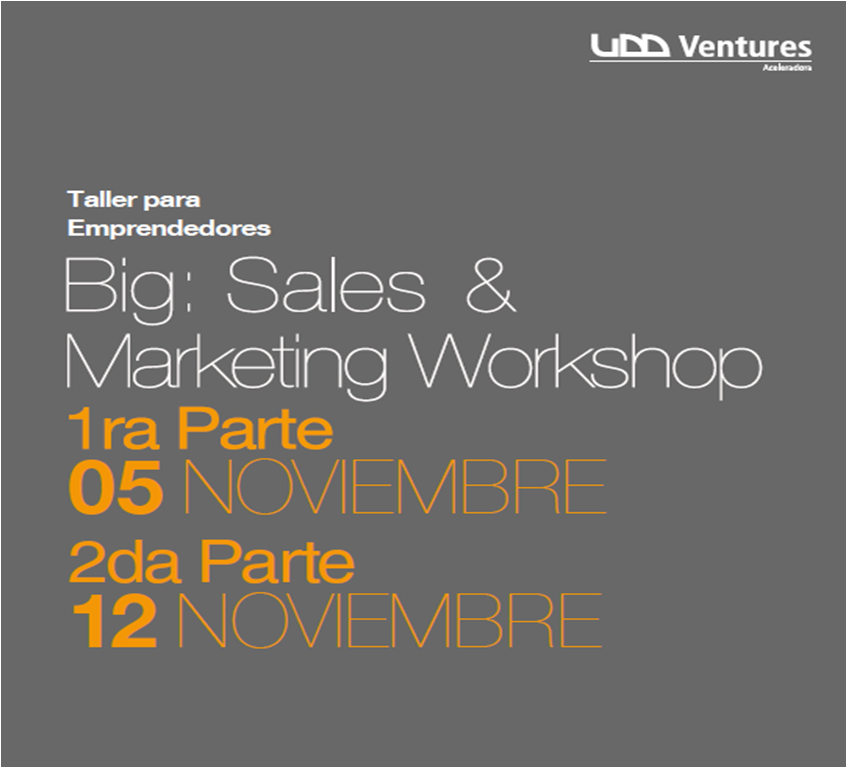 UDD Ventures
Aceleradora
Taller para
Emprendedores
Big: Sales &
Marketing Workshop
1ra Parte
05 NOVIEMBRE
2da Parte
12 NOVIEMBRE